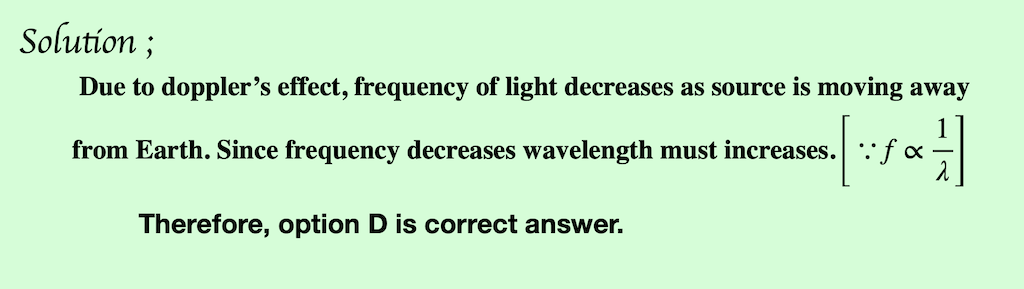 Solution ;
Due to doppler’s effect, frequency of light decreases as source is moving away
from Earth. Since frequency decreases wavelength must increases. [∵ f ∝ 1/λ]
Therefore, option D is correct answer.